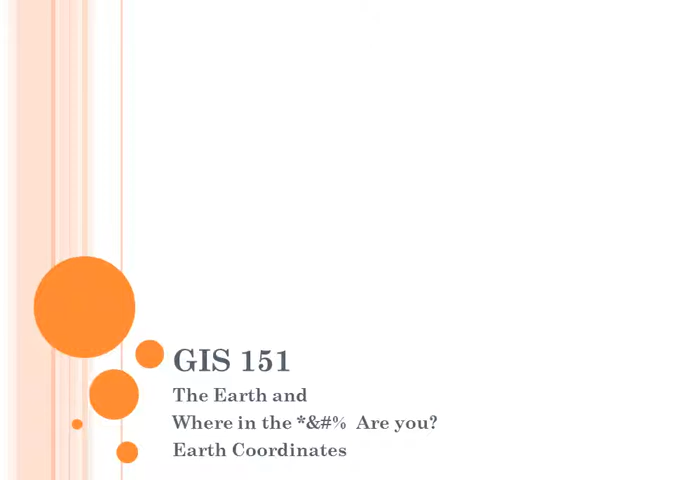 GIS 151
The Earth and
Where in the *&#% Are you?
Earth Coordinates